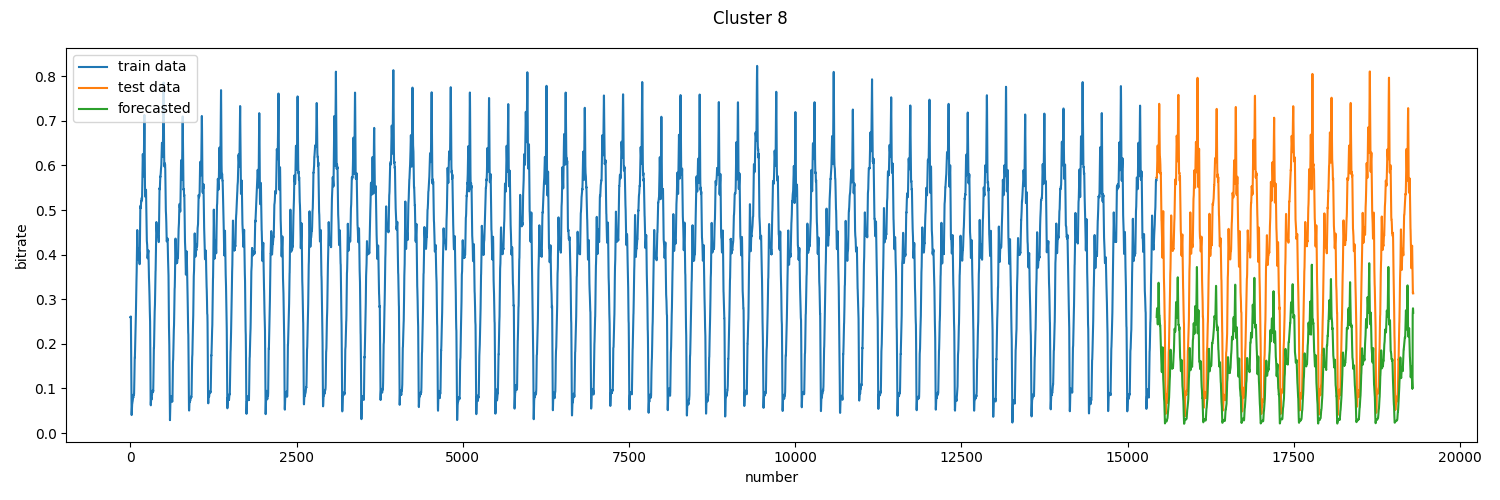 Cluster 8
train data
test data
forecasted
bitrate
0.8
0.7
0.6
0.5
0.4
0.3
0.2
0.1
0.0
0 2500 5000 7500 10000 12500 15000 17500 20000
number